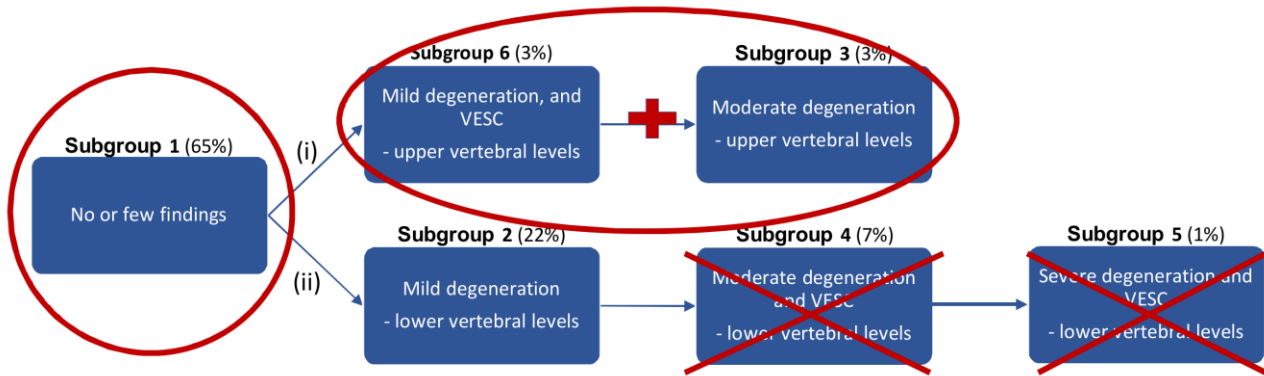 Subgroup 6 (3%)
Subgroup 3 (3%)
Mild degeneration, and
VESC
- upper vertebral levels
Moderate degeneration
- upper vertebral levels
Subgroup 1 (65%)
No or few findings
(i)
(ii)
Subgroup 2 (22%)
Subgroup 4 (7%)
Subgroup 5 (1%)
Mild degeneration
- lower vertebral levels
Moderate degeneration
and VESC
- lower vertebral levels
Severe degeneration and
VESC
- lower vertebral levels